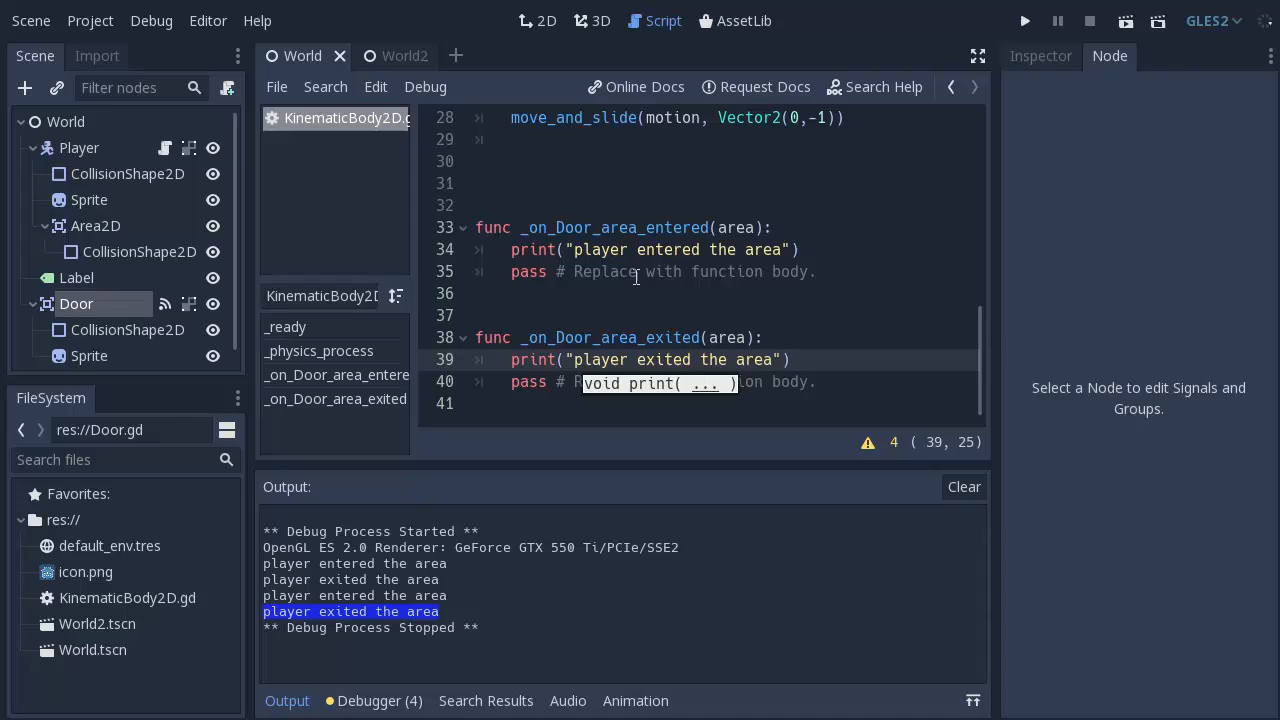 Scene Project Debug Editor Help
2D 3D Script AssetLib
GLES2
Scene Import
World World2
Inspector Node
Filter nodes
File Search Edit Debug
Online Docs Request Docs Search Help
World
Player
CollisionShape2D
Sprite
Area2D
CollisionShape2D
Label
Door
CollisionShape2D
Sprite
KinematicBody2D.g
KinematicBody2D
_ready
_physics_process
_on_Door_area_entere
_on_Door_area_exited
28 move_and_slide(motion, Vector2(0,-1))
29
30
31
32
33 func _on_Door_area_entered(area):
34 print("player entered the area")
35 pass # Replace with function body.
36
37
38 func _on_Door_area_exited(area):
39 print("player exited the area")
40 pass # R ion body.
void print( ... )
41
4 ( 39, 25)
Select a Node to edit Signals and
Groups.
FileSystem
res://Door.gd
Search files
Favorites:
res://
default_env.tres
icon.png
KinematicBody2D.gd
World2.tscn
World.tscn
Output:
Clear
** Debug Process Started **
OpenGL ES 2.0 Renderer: GeForce GTX 550 Ti/PCIe/SSE2
player entered the area
player exited the area
player entered the area
player exited the area
** Debug Process Stopped **
Output Debugger (4) Search Results Audio Animation